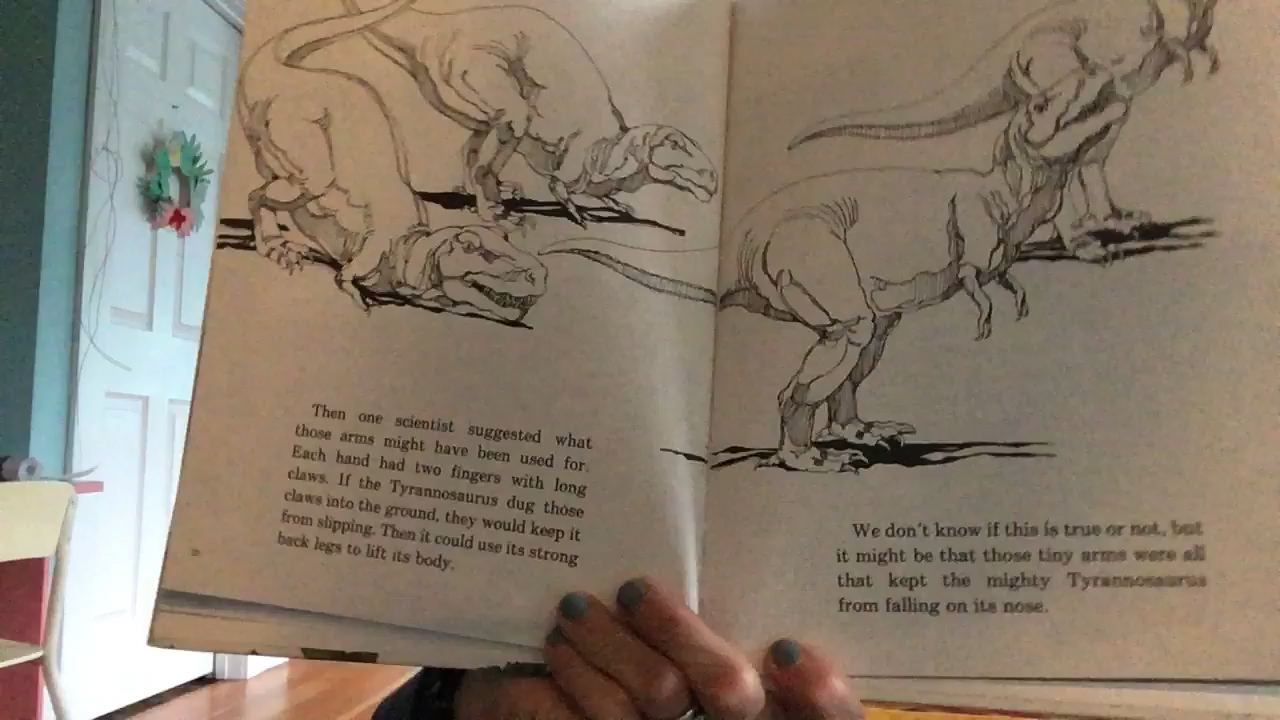 Then one scientist suggested what
those arms might have been used for.
Each hand had two fingers with long
claws. If the Tyrannosaurus dug those
claws into the ground, they would keep it
from slipping. Then it could use its strong
back legs to lift its body.
We don't know if this is true or not, but
it might be that those tiny arms were all
that kept the mighty Tyrannosaurus
from falling on its nose.